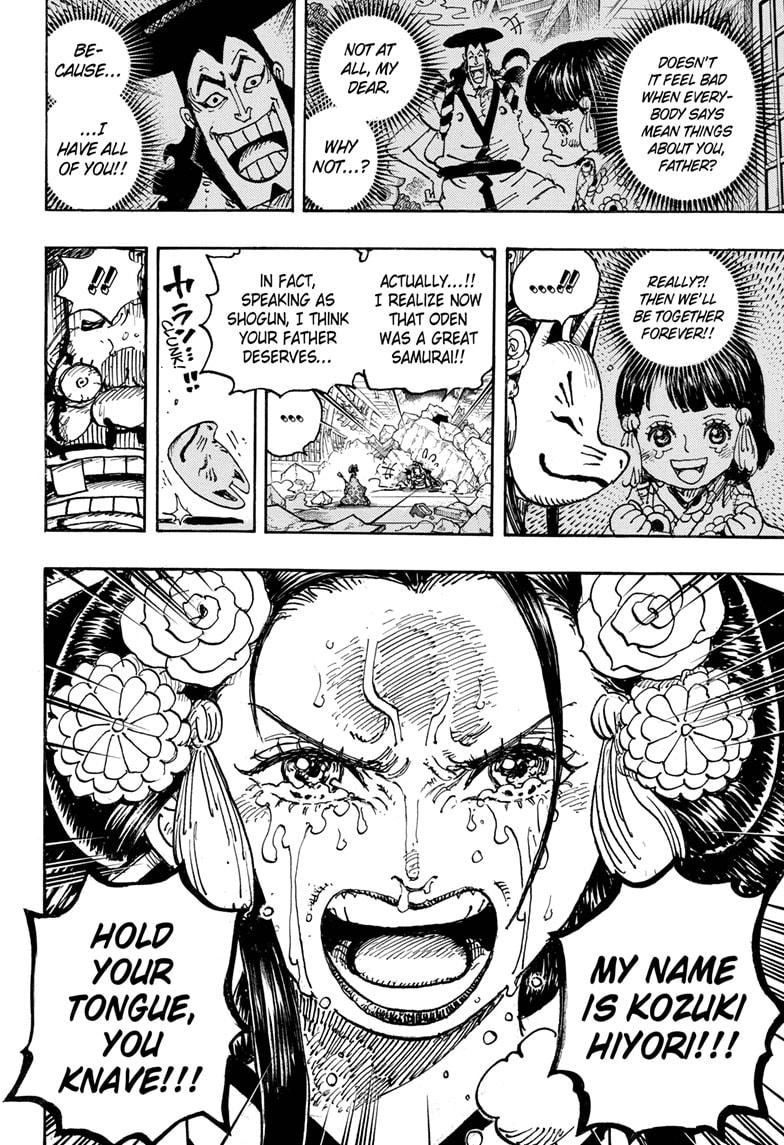 DOESN'T
IT FEEL BAD
WHEN EVERY-
BODY SAYS
MEAN THINGS
ABOUT YOU,
FATHER?
NOT AT
ALL, MY
DEAR.
WHY
NOT...?
BE-
CAUSE...
...I
HAVE ALL
OF YOU!!
REALLY?!
THEN WE'LL
BE TOGETHER
FOREVER!!
....!!
ACTUALLY...!!
I REALIZE NOW
THAT ODEN
WAS A GREAT
SAMURAI!!
IN FACT,
SPEAKING AS
SHOGUN, I THINK
YOUR FATHER
DESERVES...
...
カラン…!!!
CLUNK!
!!
MY NAME
IS KOZUKI
HIYORI!!!
HOLD
YOUR
TONGUE,
YOU
KNAVE!!!